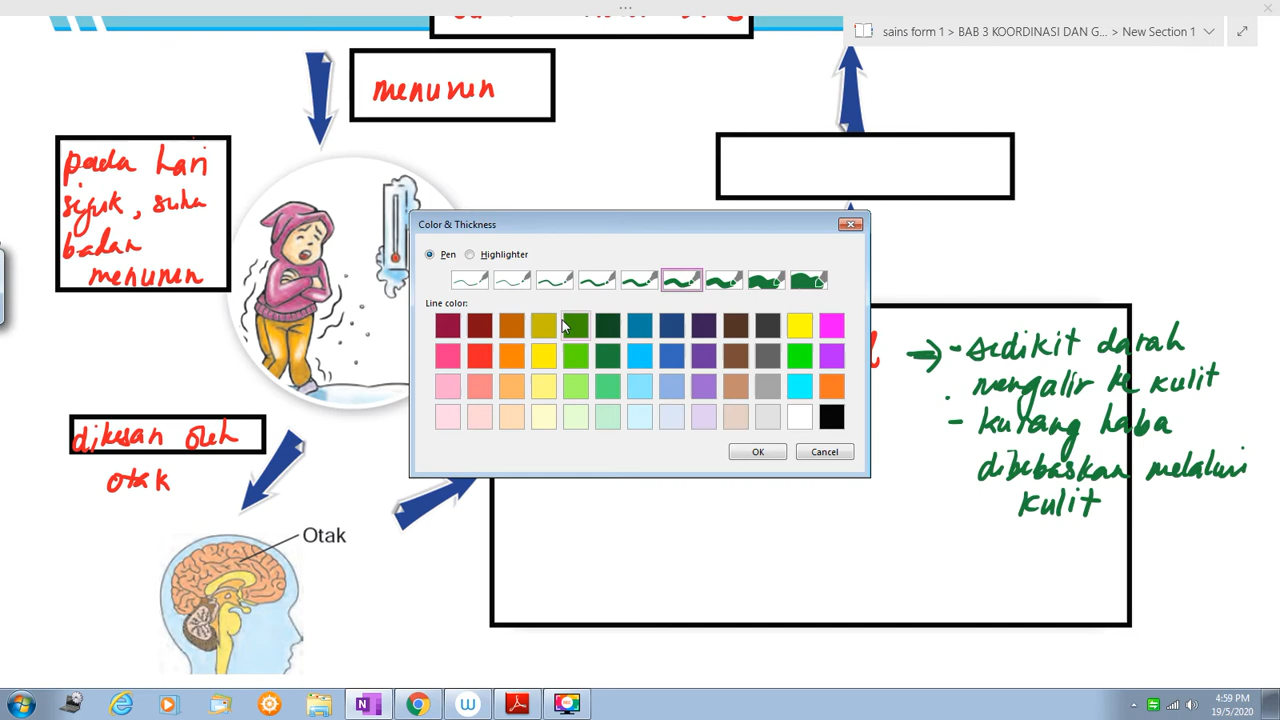 sains form 1 > BAB 3 KOORDINASI DAN G... > New Section 1
menurun
pada hari
sijuk, suhu
badan
menurun
Color & Thickness
Pen
Highlighter
Line color:
OK
Cancel
→ - sedikit darah
mengalir ke kulit
- kurang haba
dibebaskan melalui
kulit
dikesan oleh
otak
Otak
4:59 PM
19/5/2020